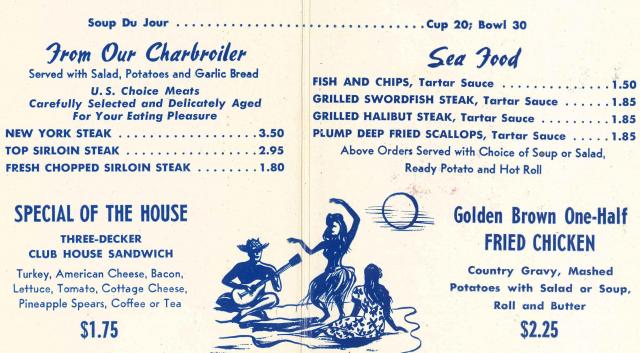 Soup Du Jour ................................ Cup 20; Bowl 30
From Our Charbroiler
Served with Salad, Potatoes and Garlic Bread
U.S. Choice Meats
Carefully Selected and Delicately Aged
For Your Eating Pleasure
NEW YORK STEAK ................. 3.50
TOP SIRLOIN STEAK .............. 2.95
FRESH CHOPPED SIRLOIN STEAK ........ 1.80
SPECIAL OF THE HOUSE
THREE-DECKER
CLUB HOUSE SANDWICH
Turkey, American Cheese, Bacon,
Lettuce, Tomato, Cottage Cheese,
Pineapple Spears, Coffee or Tea
$1.75
Sea Food
FISH AND CHIPS, Tartar Sauce ................. 1.50
GRILLED SWORDFISH STEAK, Tartar Sauce ...... 1.85
GRILLED HALIBUT STEAK, Tartar Sauce ........ 1.85
PLUMP DEEP FRIED SCALLOPS, Tartar Sauce ..... 1.85
Above Orders Served with Choice of Soup or Salad,
Ready Potato and Hot Roll
Golden Brown One-Half
FRIED CHICKEN
Country Gravy, Mashed
Potatoes with Salad or Soup,
Roll and Butter
$2.25